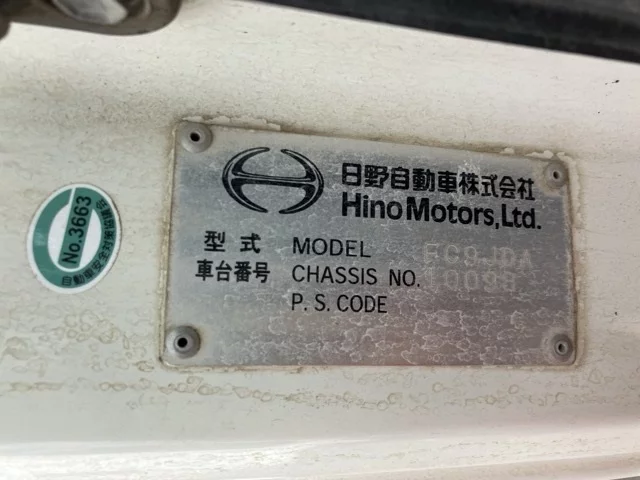 日野自動車株式会社
Hino Motors, Ltd.
型式 MODEL
車台番号 CHASSIS NO.
P. S. CODE
No.3663